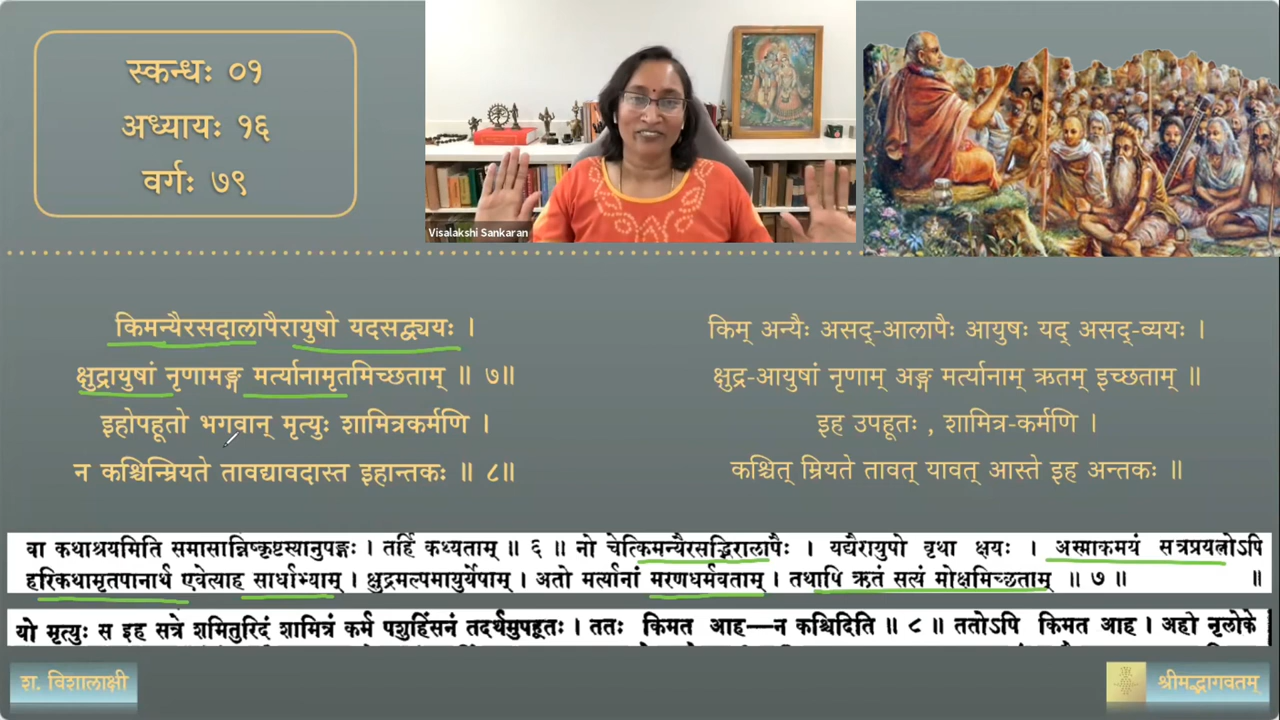 स्कन्धः ०१
अध्यायः १६
वर्गः ७९
Visalakshi Sankaran
किमन्यैरसदालापैरायुषो यदसद्व्ययः ।
क्षुद्रायुषां नृणामङ्ग मर्त्यानामृतमिच्छताम् ॥ ७॥
इहोपहूतो भगवान् मृत्युः शामित्रकर्मणि ।
न कश्चिन्म्रियते तावद्यावदास्त इहान्तकः ॥ ८॥
किम् अन्यैः असद्-आलापैः आयुषः यद् असद्-व्ययः ।
क्षुद्र-आयुषां नृणाम् अङ्ग मर्त्यानाम् ऋतम् इच्छताम् ॥
इह उपहूतः , शामित्र-कर्मणि ।
कश्चित् म्रियते तावत् यावत् आस्ते इह अन्तकः ॥
वा कथाश्रयमिति समासान्निष्कृष्टस्यानुषङ्गः । तर्हि कथ्यताम् ॥ ६ ॥ नो चेत्किमन्यैरसद्भिरालापैः । यद्यैरायुषो वृथा क्षयः । अस्माकमयं सत्रप्रयत्नोऽपि
हरिकथामृतपानार्थ एवेत्याह सार्धाभ्याम् । क्षुद्रमल्पमायुर्येषाम् । अतो मर्त्यानां मरणधर्मवताम् । तथापि ऋतं सत्यं मोक्षमिच्छताम् ॥ ७ ॥ ॥
यो मृत्युः स इह सत्रे शमितुरिदं शामित्रं कर्म पशुहिंसनं तदर्थमुपहूतः । ततः किमत आह—न कश्चिदिति ॥ ८ ॥ ततोऽपि किमत आह । अहो नृलोके
श. विशालाक्षी
श्रीमद्भागवतम्